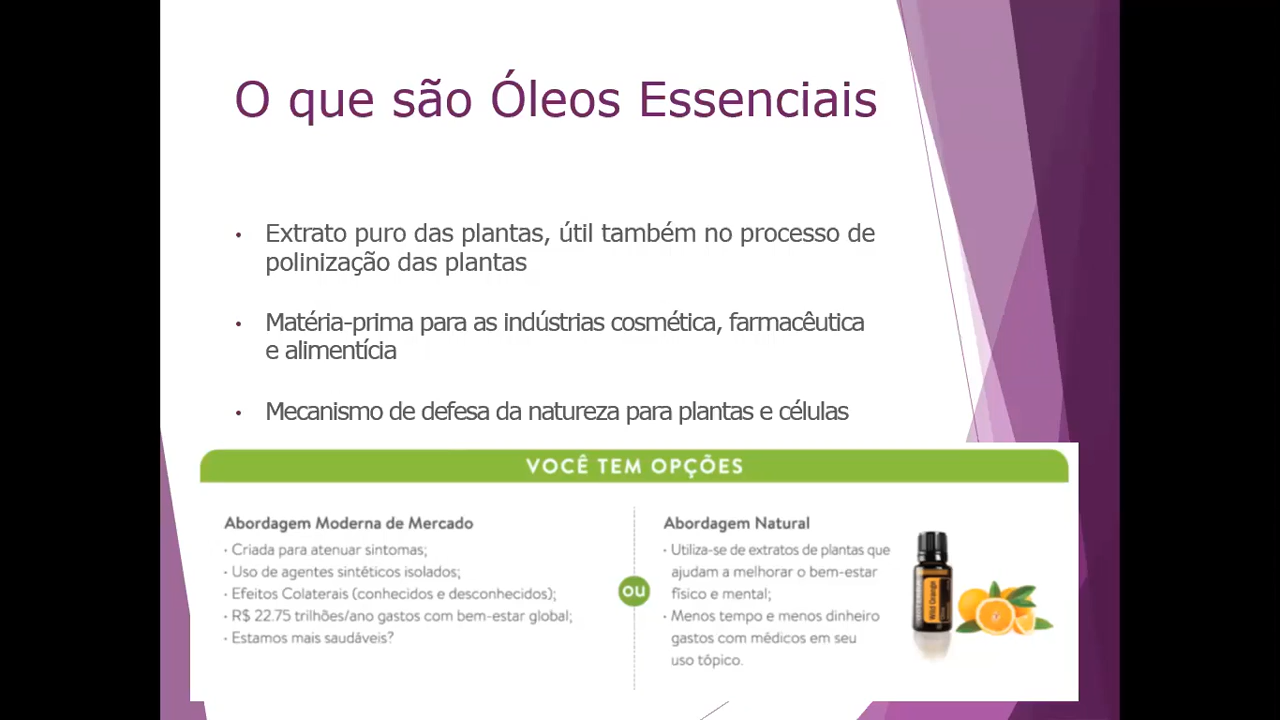 O que são Óleos Essenciais
• Extrato puro das plantas, útil também no processo de
polinização das plantas
• Matéria-prima para as indústrias cosmética, farmacêutica
e alimentícia
• Mecanismo de defesa da natureza para plantas e células
VOCÊ TEM OPÇÕES
Abordagem Moderna de Mercado
· Criada para atenuar sintomas;
· Uso de agentes sintéticos isolados;
· Efeitos Colaterais (conhecidos e desconhecidos);
· R$ 22.75 trilhões/ano gastos com bem-estar global;
· Estamos mais saudáveis?
OU
Abordagem Natural
· Utiliza-se de extratos de plantas que
ajudam a melhorar o bem-estar
físico e mental;
· Menos tempo e menos dinheiro
gastos com médicos em seu
uso tópico.
Wild Orange